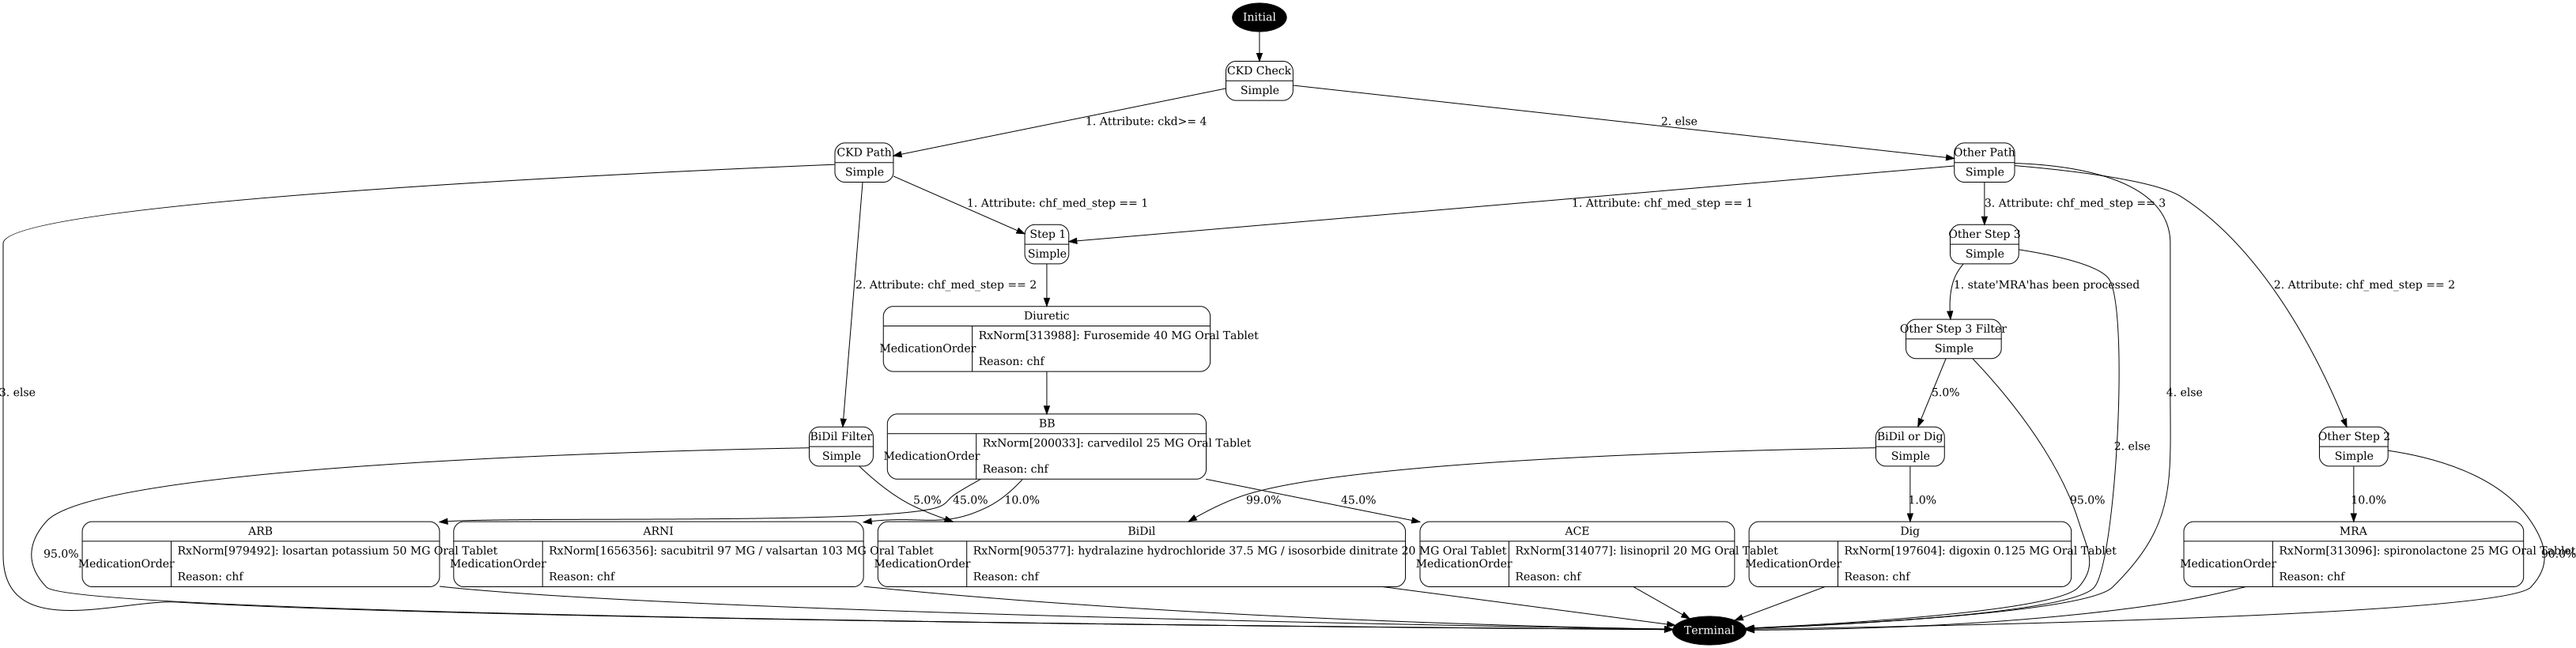 Initial
CKD Check
Simple
1. Attribute: ckd>= 4
2. else
CKD Path
Simple
Other Path
Simple
1. Attribute: chf_med_step == 1
1. Attribute: chf_med_step == 1
3. Attribute: chf_med_step == 3
Step 1
Simple
Other Step 3
Simple
2. Attribute: chf_med_step == 2
1. state'MRA'has been processed
2. Attribute: chf_med_step == 2
Diuretic
MedicationOrder
RxNorm[313988]: Furosemide 40 MG Oral Tablet
Reason: chf
Other Step 3 Filter
Simple
3. else
5.0%
4. else
BiDil Filter
Simple
BB
MedicationOrder
RxNorm[200033]: carvedilol 25 MG Oral Tablet
Reason: chf
BiDil or Dig
Simple
2. else
Other Step 2
Simple
5.0%
45.0%
10.0%
99.0%
45.0%
1.0%
95.0%
10.0%
95.0%
ARB
MedicationOrder
RxNorm[979492]: losartan potassium 50 MG Oral Tablet
Reason: chf
ARNI
MedicationOrder
RxNorm[1656356]: sacubitril 97 MG / valsartan 103 MG Oral Tablet
Reason: chf
BiDil
MedicationOrder
RxNorm[905377]: hydralazine hydrochloride 37.5 MG / isosorbide dinitrate 20 MG Oral Tablet
Reason: chf
ACE
MedicationOrder
RxNorm[314077]: lisinopril 20 MG Oral Tablet
Reason: chf
Dig
MedicationOrder
RxNorm[197604]: digoxin 0.125 MG Oral Tablet
Reason: chf
MRA
MedicationOrder
RxNorm[313096]: spironolactone 25 MG Oral Tablet
Reason: chf
90.0%
Terminal